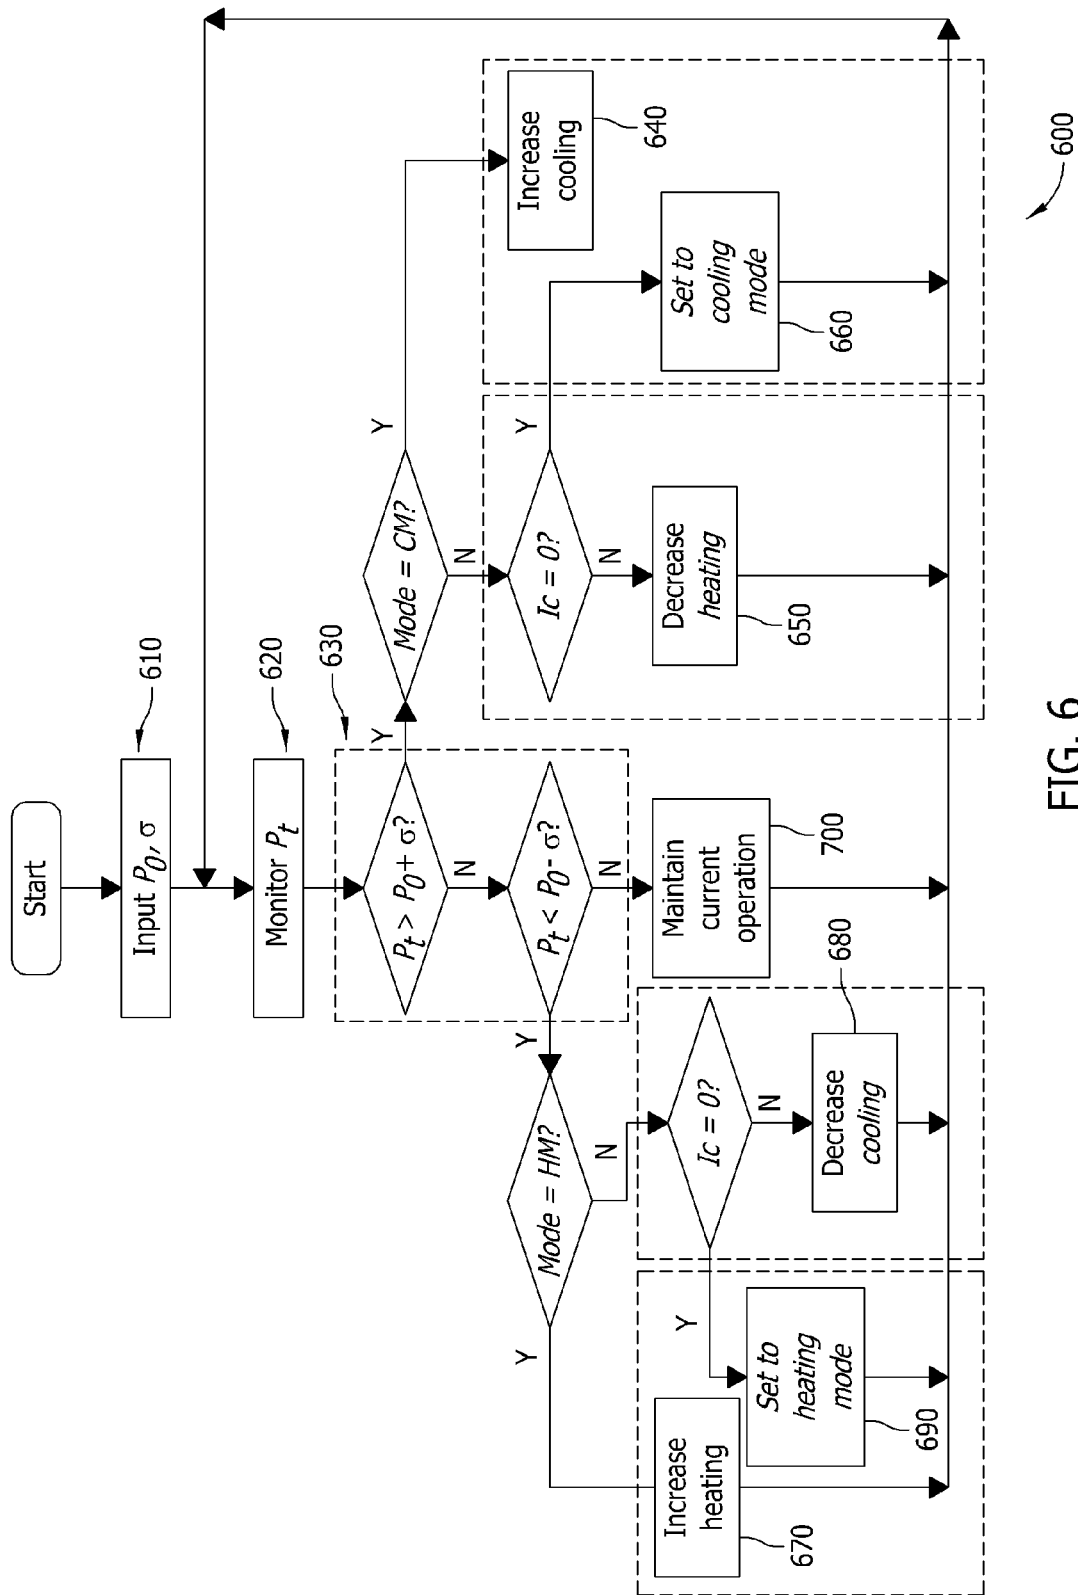 Start
Input P0, σ
610
Monitor Pt
620
630
Pt > P0 + σ?
Y
N
Mode = CM?
Y
N
Pt < P0 - σ?
Y
N
Ic = 0?
Y
N
Increase
cooling
640
Mode = HM?
Y
N
Maintain
current
operation
700
Decrease
heating
650
Set to
cooling
mode
660
Ic = 0?
Y
N
Increase
heating
670
Set to
heating
mode
690
Decrease
cooling
680
600
FIG. 6